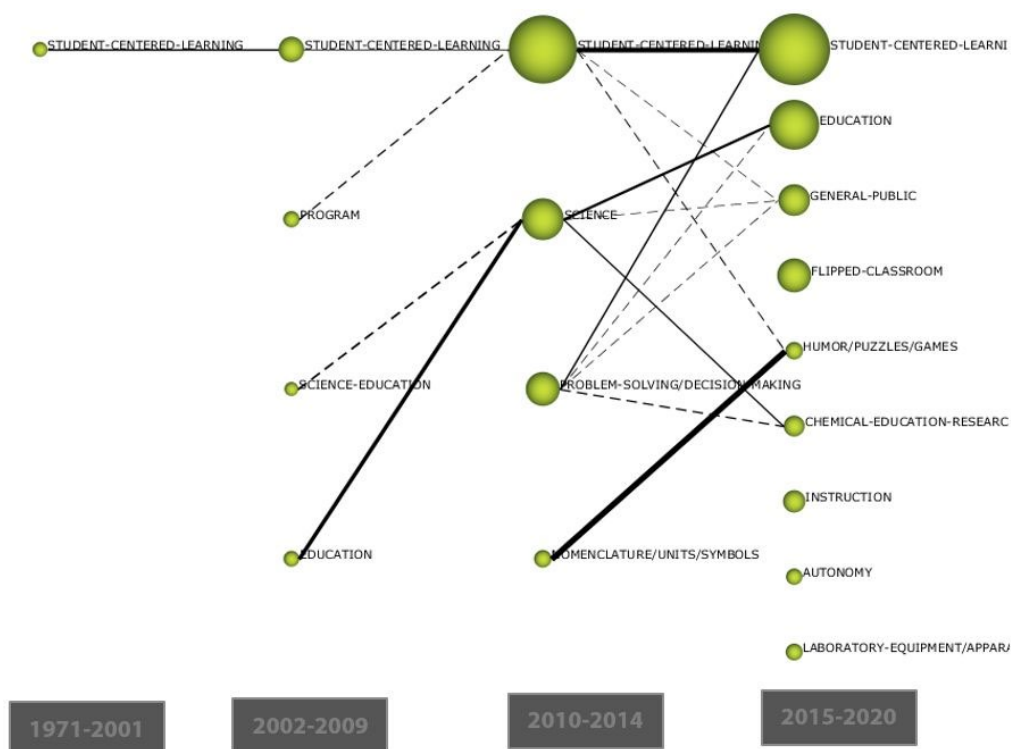 STUDENT-CENTERED-LEARNING
STUDENT-CENTERED-LEARNING
STUDENT-CENTERED-LEARNIN
STUDENT-CENTERED-LEARNI
EDUCATION
GENERAL-PUBLIC
PROGRAM
SCIENCE
FLIPPED-CLASSROOM
HUMOR/PUZZLES/GAMES
SCIENCE-EDUCATION
PROBLEM-SOLVING/DECISION-MAKING
CHEMICAL-EDUCATION-RESEARC
INSTRUCTION
EDUCATION
NOMENCLATURE/UNITS/SYMBOLS
AUTONOMY
LABORATORY-EQUIPMENT/APPARA
1971-2001
2002-2009
2010-2014
2015-2020